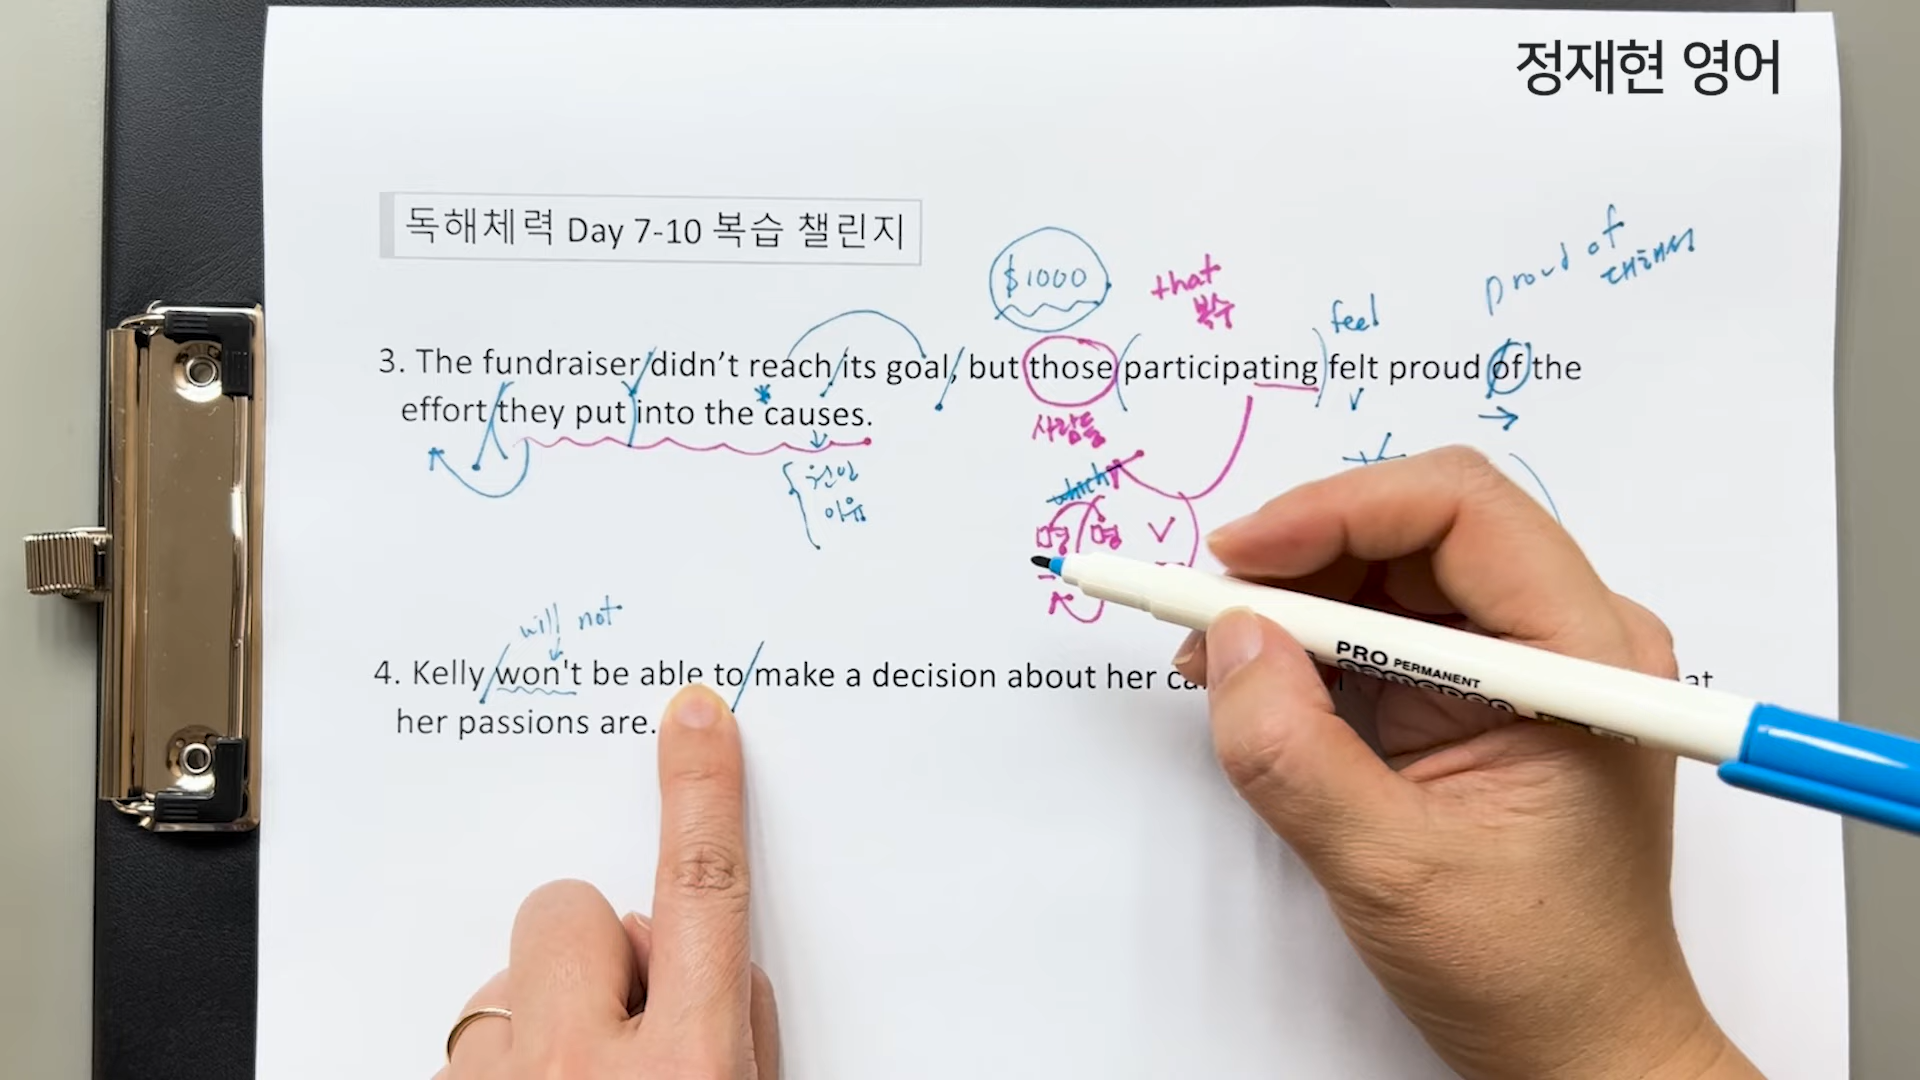 정재현 영어
독해체력 Day 7-10 복습 챌린지
$1000
that
복수
feel
proud of
대해서
3. The fundraiser didn't reach its goal, but those participating felt proud of the
effort they put into the causes.
사람들
원인
이유
which
명 명 V
will not
4. Kelly won't be able to make a decision about her at
her passions are.
PRO PERMANENT